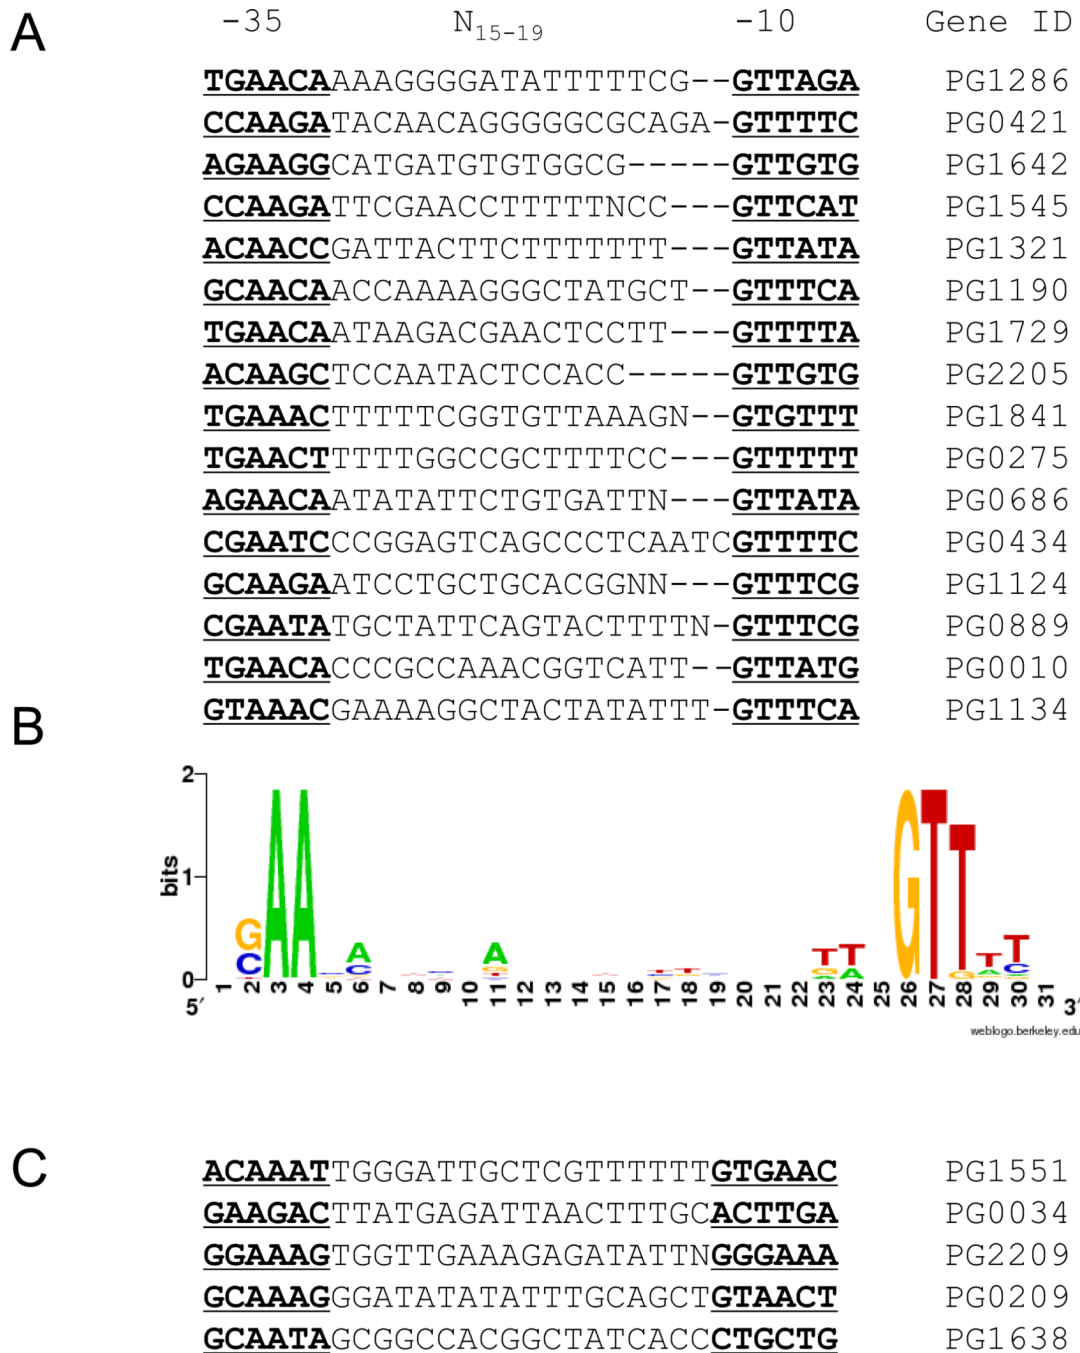 A
-35 N15-19 -10 Gene ID
TGAACAAAAGGGGATATTTTTCG--GTTAGA PG1286
CCAAGATACAACAGGGGGCGCAGA-GTTTTC PG0421
AGAAGGCATGATGTGTGGCG-----GTTGTG PG1642
CCAAGATTCGAACCTTTTTNCC---GTTCAT PG1545
ACAACCGATTACTTCTTTTTTT---GTTATA PG1321
GCAACAACCAAAAGGGCTATGCT--GTTTCA PG1190
TGAACAATAAGACGAACTCCTT---GTTTTA PG1729
ACAAGCTCCAATACTCCACC-----GTTGTG PG2205
TGAAACTTTTTCGGTGTTAAAGN--GTGTTT PG1841
TGAACTTTTTGGCCGCTTTTCC---GTTTTT PG0275
AGAACAATATATTCTGTGATTN---GTTATA PG0686
CGAATCCCGGAGTCAGCCCTCAATCGTTTTC PG0434
GCAAGAATCCTGCTGCACGGNN---GTTTCG PG1124
CGAATATGCTATTCAGTACTTTTN-GTTTCG PG0889
TGAACACCCGCCAAACGGTCATT--GTTATG PG0010
GTAAACGAAAAGGCTACTATATTT-GTTTCA PG1134
B
2
bits
1
0
5′ 1 2 3 4 5 6 7 8 9 10 11 12 13 14 15 16 17 18 19 20 21 22 23 24 25 26 27 28 29 30 31 3′
weblogo.berkeley.edu
C
ACAAATTGGGATTGCTCGTTTTTTGTGAAC PG1551
GAAGACTTATGAGATTAACTTTGCACTTGA PG0034
GGAAAGTGGTTGAAAGAGATATTNGGGAAA PG2209
GCAAAGGGATATATATTTGCAGCTGTAACT PG0209
GCAATAGCGGCCACGGCTATCACCCTGCTG PG1638